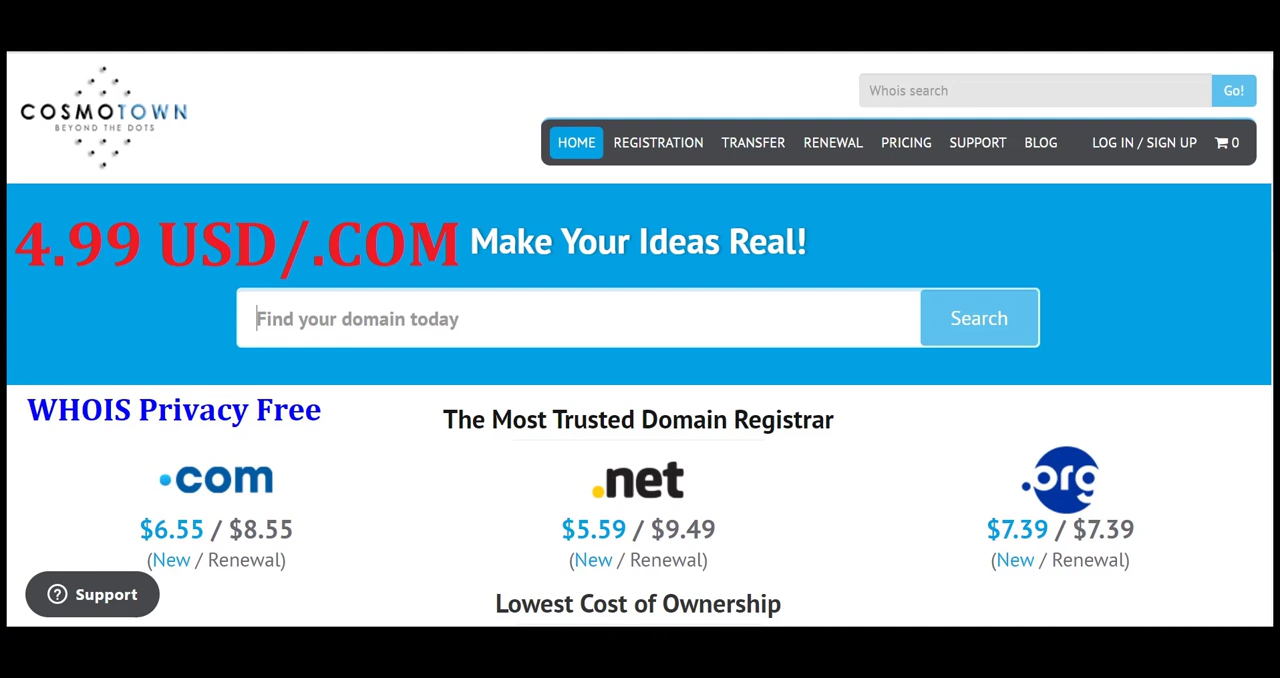 COSMOTOWN
BEYOND THE DOTS
Whois search Go!
HOME REGISTRATION TRANSFER RENEWAL PRICING SUPPORT BLOG LOG IN / SIGN UP 0
4.99 USD/.COM Make Your Ideas Real!
Find your domain today Search
WHOIS Privacy Free
The Most Trusted Domain Registrar
.com .net .org
$6.55 / $8.55 $5.59 / $9.49 $7.39 / $7.39
(New / Renewal) (New / Renewal) (New / Renewal)
Support
Lowest Cost of Ownership